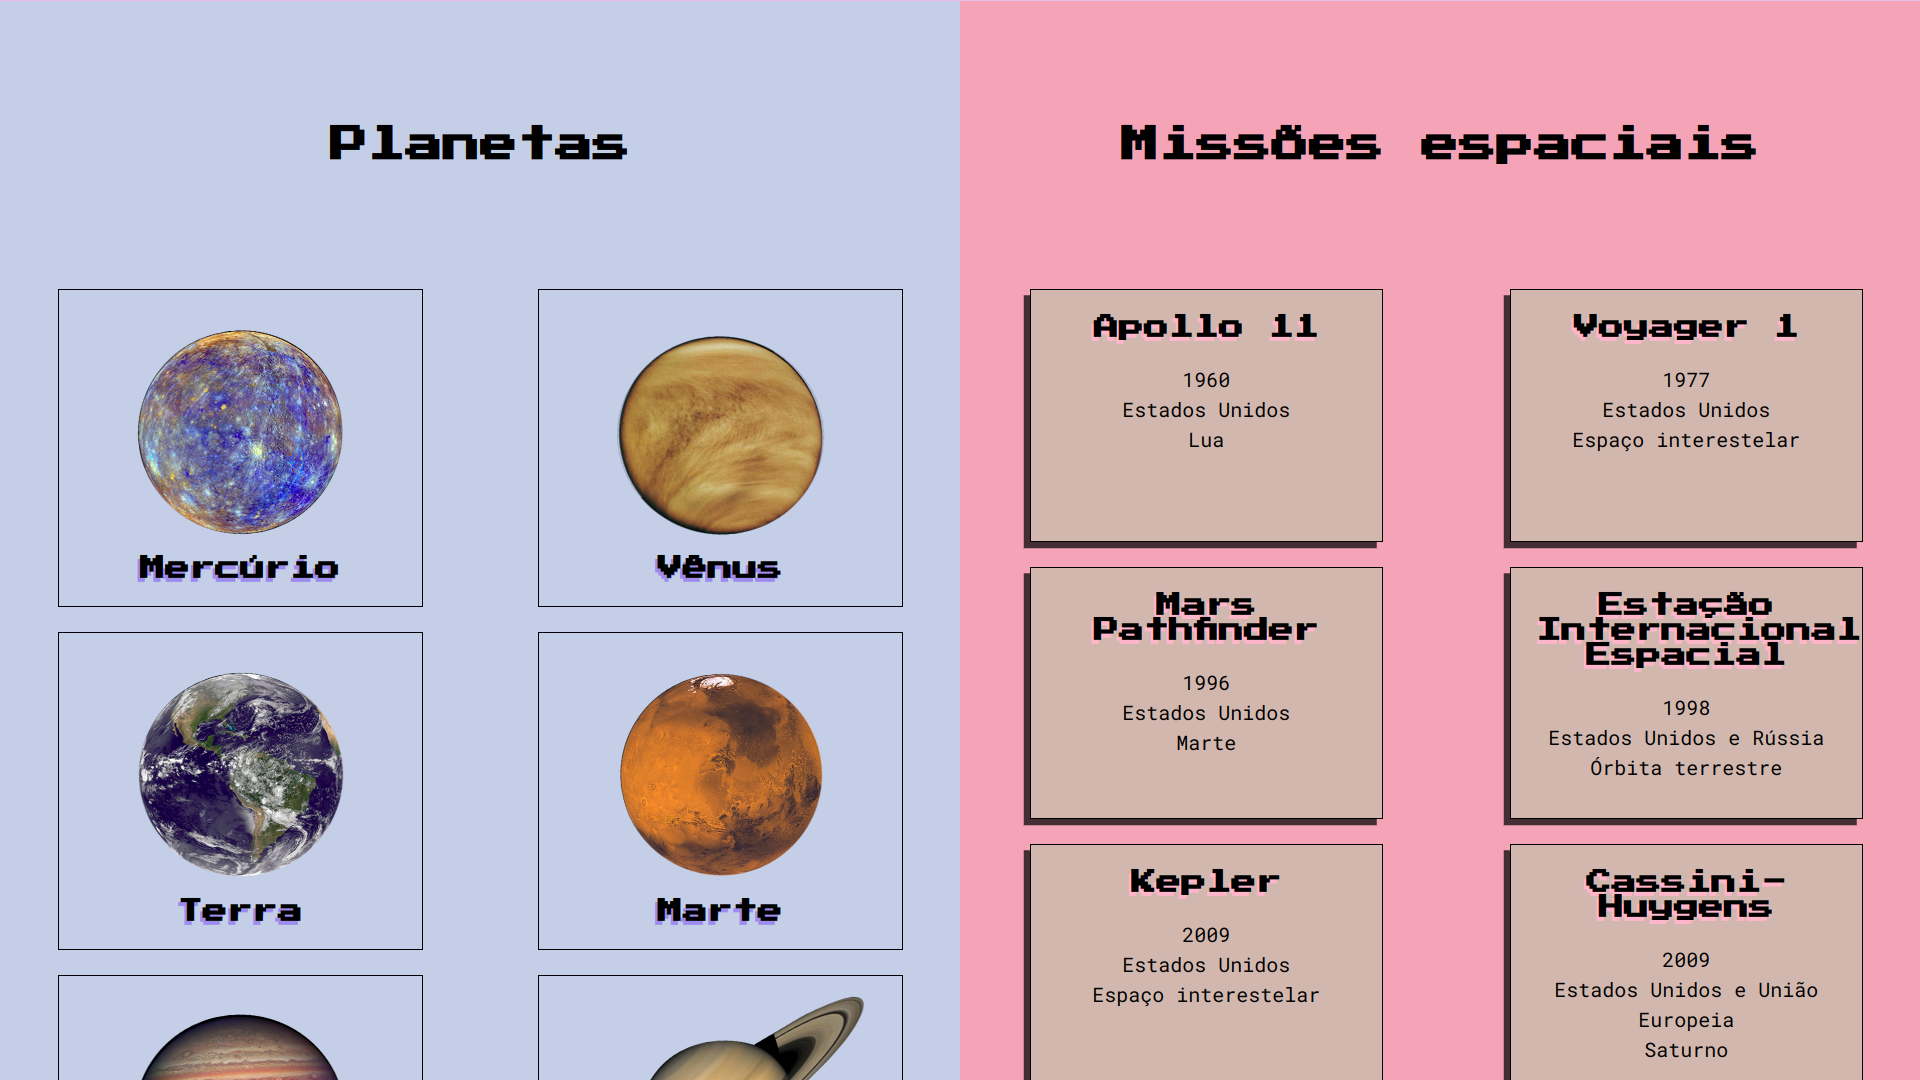 Planetas
Mercúrio
Vênus
Terra
Marte
Missões espaciais
Apollo 11
1960
Estados Unidos
Lua
Voyager 1
1977
Estados Unidos
Espaço interestelar
Mars
Pathfinder
1996
Estados Unidos
Marte
Estação
Internacional
Espacial
1998
Estados Unidos e Rússia
Órbita terrestre
Kepler
2009
Estados Unidos
Espaço interestelar
Cassini-
Huygens
2009
Estados Unidos e União
Europeia
Saturno